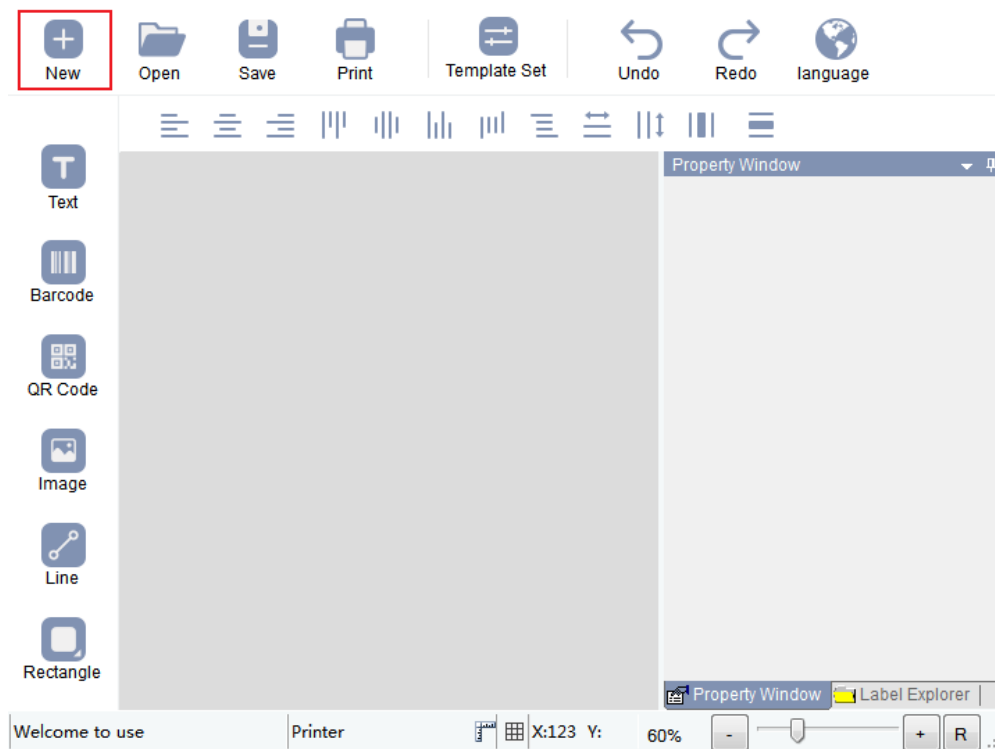 New Open Save Print Template Set Undo Redo language
Property Window
Text
Barcode
QR Code
Image
Line
Rectangle
Property Window Label Explorer
Welcome to use Printer X:123 Y: 60% - + R